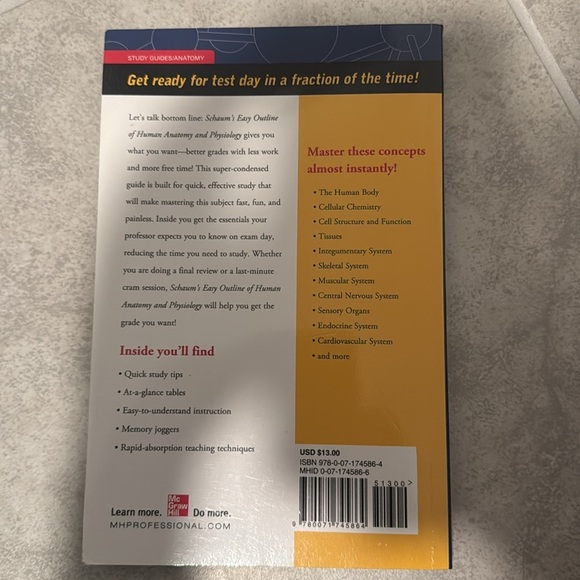 STUDY GUIDES/ANATOMY
Get ready for test day in a fraction of the time!
Let's talk bottom line: Schaum's Easy Outline
of Human Anatomy and Physiology gives you
what you want—better grades with less work
and more free time! This super-condensed
guide is built for quick, effective study that
will make mastering this subject fast, fun, and
painless. Inside you get the essentials your
professor expects you to know on exam day,
reducing the time you need to study. Whether
you are doing a final review or a last-minute
cram session, Schaum's Easy Outline of Human
Anatomy and Physiology will help you get the
grade you want!
Inside you'll find
• Quick study tips
• At-a-glance tables
• Easy-to-understand instruction
• Memory joggers
• Rapid-absorption teaching techniques
Master these concepts
almost instantly!
• The Human Body
• Cellular Chemistry
• Cell Structure and Function
• Tissues
• Integumentary System
• Skeletal System
• Muscular System
• Central Nervous System
• Sensory Organs
• Endocrine System
• Cardiovascular System
• and more
USD $13.00
ISBN 978-0-07-174586-4
MHID 0-07-174586-6
51300>
9 780071 745864
Learn more. Mc Graw Hill Do more.
MHPROFESSIONAL.COM